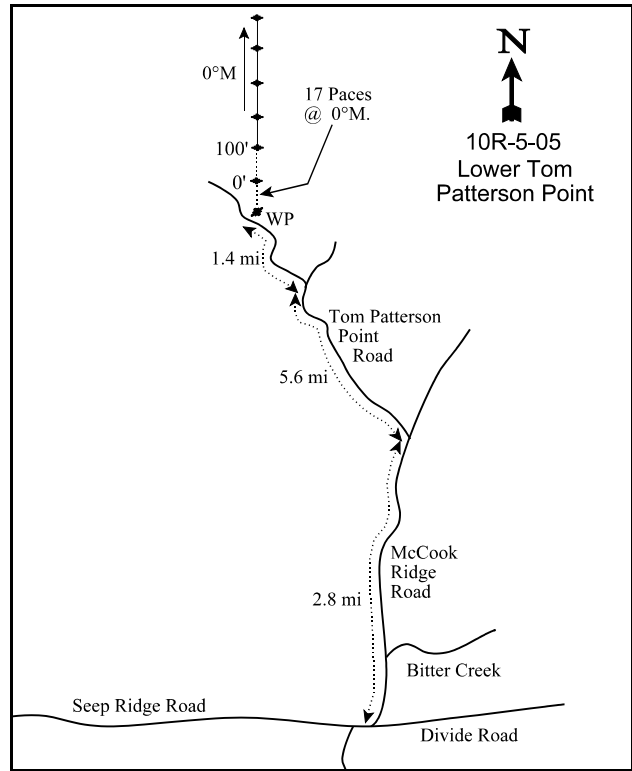 N
10R-5-05
Lower Tom
Patterson Point
0°M
17 Paces
@ 0°M.
100'
0'
WP
1.4 mi
Tom Patterson
Point
Road
5.6 mi
McCook
Ridge
Road
2.8 mi
Bitter Creek
Seep Ridge Road
Divide Road